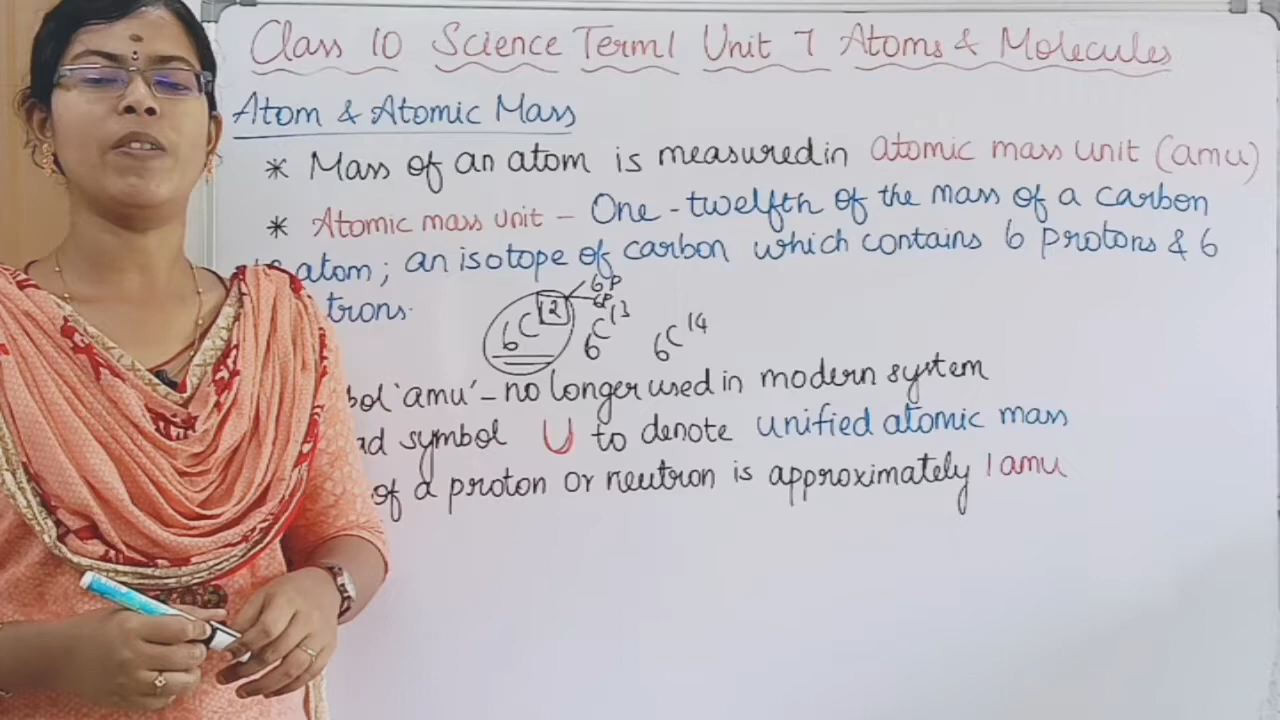 Class 10 Science Term1 Unit 7 Atoms & Molecules
Atom & Atomic Mass
* Mass of an atom is measured in atomic mass unit (amu)
* Atomic mass unit - One-twelfth of the mass of a carbon
atom; an isotope of carbon which contains 6 protons & 6
trons.
6P
6P
6C12 6C13 6C14
bol 'amu' - no longer used in modern system
symbol U to denote unified atomic mass
of a proton or neutron is approximately 1 amu